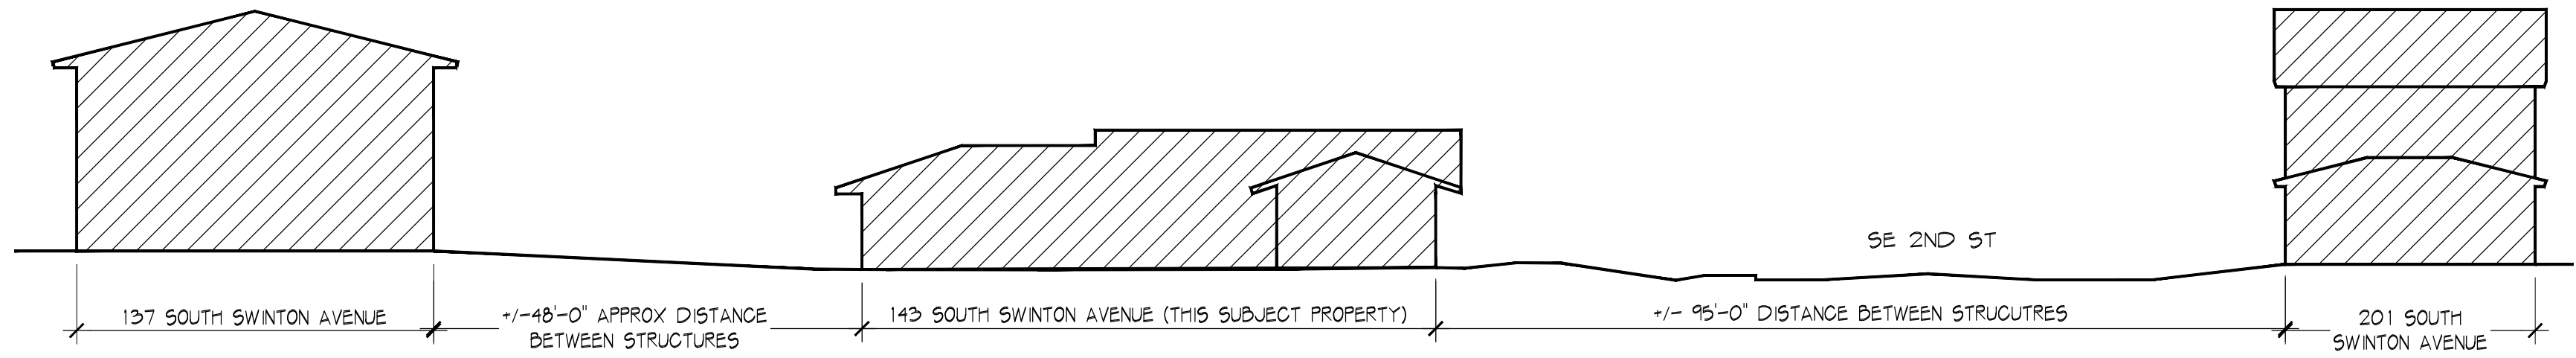 SE 2ND ST
137 SOUTH SWINTON AVENUE
+/-48'-0" APPROX DISTANCE
BETWEEN STRUCTURES
143 SOUTH SWINTON AVENUE (THIS SUBJECT PROPERTY)
+/- 95'-0" DISTANCE BETWEEN STRUCUTRES
201 SOUTH
SWINTON AVENUE